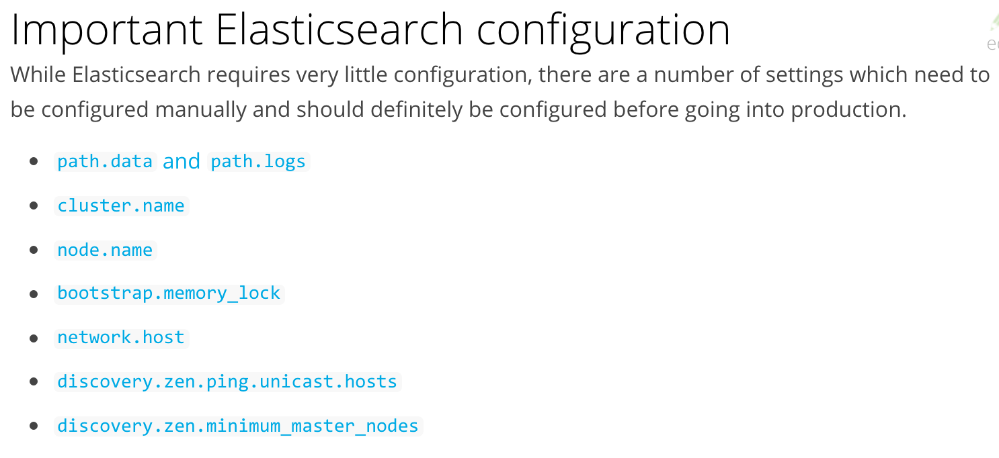 Important Elasticsearch configuration
While Elasticsearch requires very little configuration, there are a number of settings which need to
be configured manually and should definitely be configured before going into production.
path.data and path.logs
cluster.name
node.name
bootstrap.memory_lock
network.host
discovery.zen.ping.unicast.hosts
discovery.zen.minimum_master_nodes